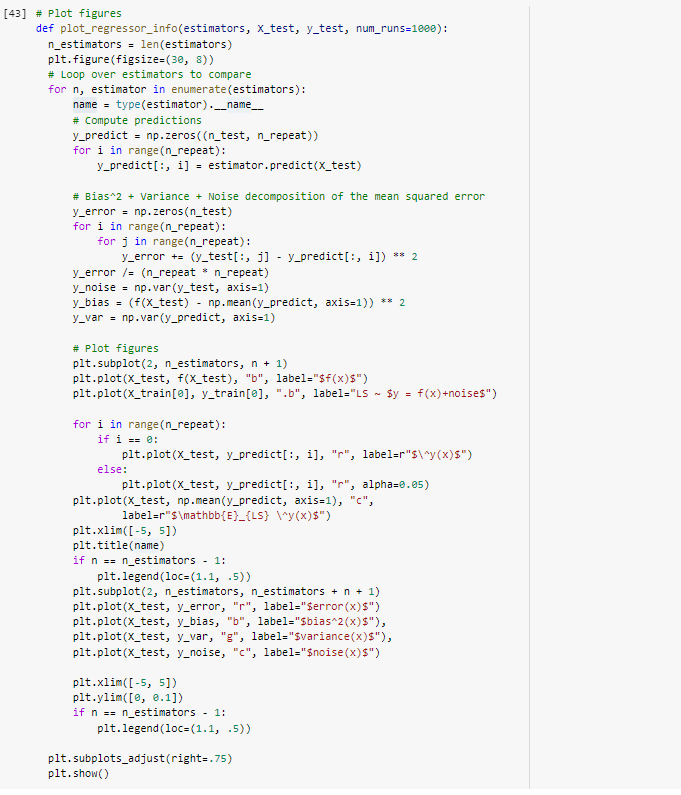 [43] # Plot figures
def plot_regressor_info(estimators, X_test, y_test, num_runs=1000):
  n_estimators = len(estimators)
  plt.figure(figsize=(30, 8))
  # Loop over estimators to compare
  for n, estimator in enumerate(estimators):
      name = type(estimator).__name__
      # Compute predictions
      y_predict = np.zeros((n_test, n_repeat))
      for i in range(n_repeat):
          y_predict[:, i] = estimator.predict(X_test)

      # Bias^2 + Variance + Noise decomposition of the mean squared error
      y_error = np.zeros(n_test)
      for i in range(n_repeat):
          for j in range(n_repeat):
              y_error += (y_test[:, j] - y_predict[:, i]) ** 2
      y_error /= (n_repeat * n_repeat)
      y_noise = np.var(y_test, axis=1)
      y_bias = (f(X_test) - np.mean(y_predict, axis=1)) ** 2
      y_var = np.var(y_predict, axis=1)

      # Plot figures
      plt.subplot(2, n_estimators, n + 1)
      plt.plot(X_test, f(X_test), "b", label="$f(x)$")
      plt.plot(X_train[0], y_train[0], ".b", label="LS ~ $y = f(x)+noise$")

      for i in range(n_repeat):
          if i == 0:
              plt.plot(X_test, y_predict[:, i], "r", label=r"$\^y(x)$")
          else:
              plt.plot(X_test, y_predict[:, i], "r", alpha=0.05)
      plt.plot(X_test, np.mean(y_predict, axis=1), "c",
              label=r"$\mathbb{E}_{LS} \^y(x)$")
      plt.xlim([-5, 5])
      plt.title(name)
      if n == n_estimators - 1:
          plt.legend(loc=(1.1, .5))
      plt.subplot(2, n_estimators, n_estimators + n + 1)
      plt.plot(X_test, y_error, "r", label="$error(x)$")
      plt.plot(X_test, y_bias, "b", label="$bias^2(x)$"),
      plt.plot(X_test, y_var, "g", label="$variance(x)$"),
      plt.plot(X_test, y_noise, "c", label="$noise(x)$")

      plt.xlim([-5, 5])
      plt.ylim([0, 0.1])
      if n == n_estimators - 1:
          plt.legend(loc=(1.1, .5))

  plt.subplots_adjust(right=.75)
  plt.show()